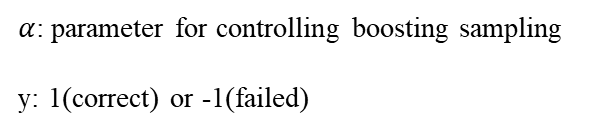 α: parameter for controlling boosting sampling
y: 1(correct) or -1(failed)